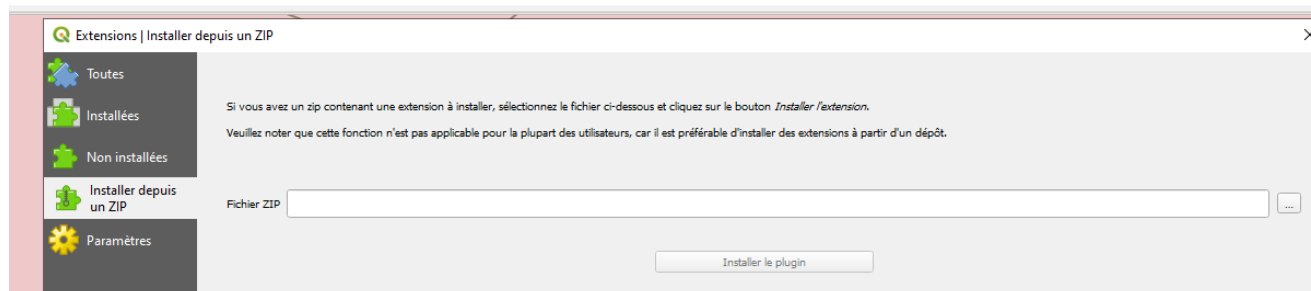 Extensions | Installer depuis un ZIP
Toutes
Installées
Non installées
Installer depuis
un ZIP
Paramètres
Si vous avez un zip contenant une extension à installer, sélectionnez le fichier ci-dessous et cliquez sur le bouton Installer l'extension.
Veuillez noter que cette fonction n'est pas applicable pour la plupart des utilisateurs, car il est préférable d'installer des extensions à partir d'un dépôt.
Fichier ZIP
...
Installer le plugin